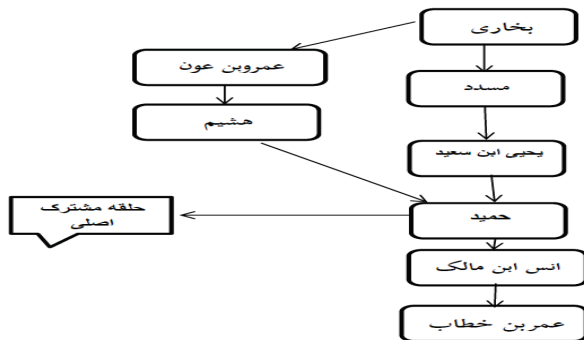 بخاری
عمروبن عون
مسدد
هشیم
یحیی ابن سعید
حمید
حلقه مشترک
اصلی
انس ابن مالک
عمربن خطاب